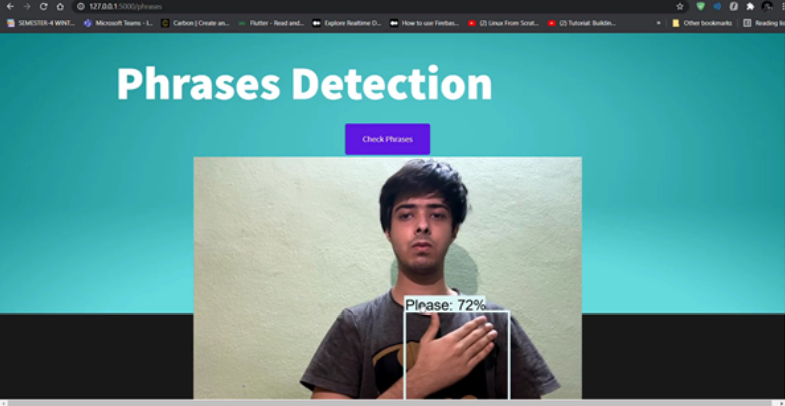 127.0.0.1:5000/phrases
SEMESTER-4 WINT...
Microsoft Teams - l...
Carbon | Create an...
Flutter - Read and...
Explore Realtime D...
How to use Firebas...
(2) Linux From Scrat...
(2) Tutorial: Buildin...
»
Other bookmarks
Reading lis
Phrases Detection
Check Phrases
Please: 72%